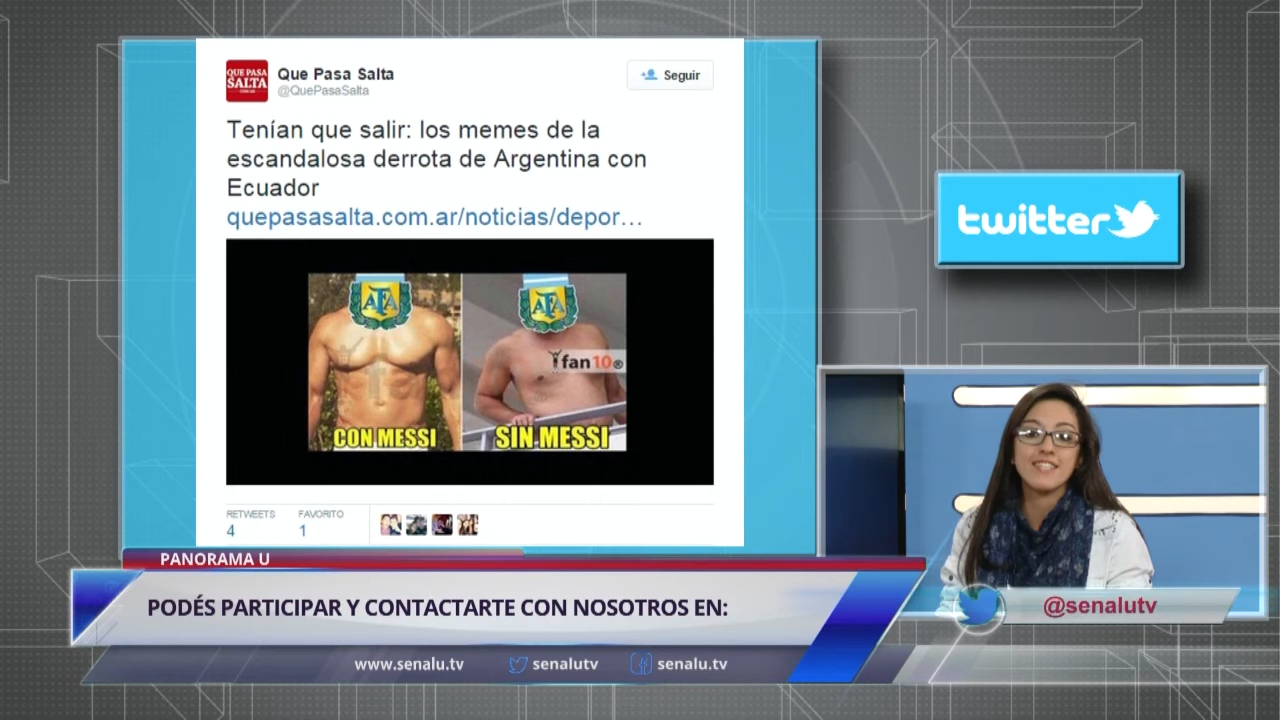 QUE PASA
SALTA
Que Pasa Salta
@QuePasaSalta
Seguir
Tenían que salir: los memes de la
escandalosa derrota de Argentina con
Ecuador
quepasasalta.com.ar/noticias/depor…
AFA
AFA
fan10®
CON MESSI
SIN MESSI
RETWEETS
FAVORITO
4
1
twitter
PANORAMA U
PODÉS PARTICIPAR Y CONTACTARTE CON NOSOTROS EN:
@senalutv
www.senalu.tv
senalutv
senalu.tv